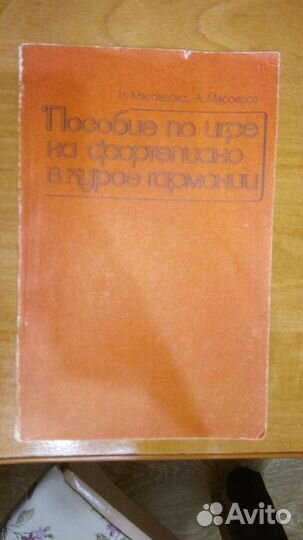 Н. Мясоедова, А. Мясоедов
Пособие по игре
на фортепиано
в курсе гармонии
Avito